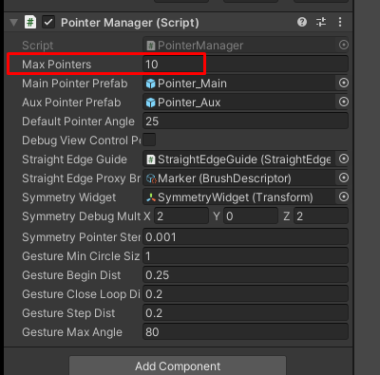 Pointer Manager (Script)
Script PointerManager
Max Pointers 10
Main Pointer Prefab Pointer_Main
Aux Pointer Prefab Pointer_Aux
Default Pointer Angle 25
Debug View Control P
Straight Edge Guide StraightEdgeGuide (StraightEdge
Straight Edge Proxy Br Marker (BrushDescriptor)
Symmetry Widget SymmetryWidget (Transform)
Symmetry Debug Mult X 2 Y 0 Z 2
Symmetry Pointer Ster 0.001
Gesture Min Circle Siz 1
Gesture Begin Dist 0.25
Gesture Close Loop Di 0.2
Gesture Step Dist 0.2
Gesture Max Angle 80
Add Component